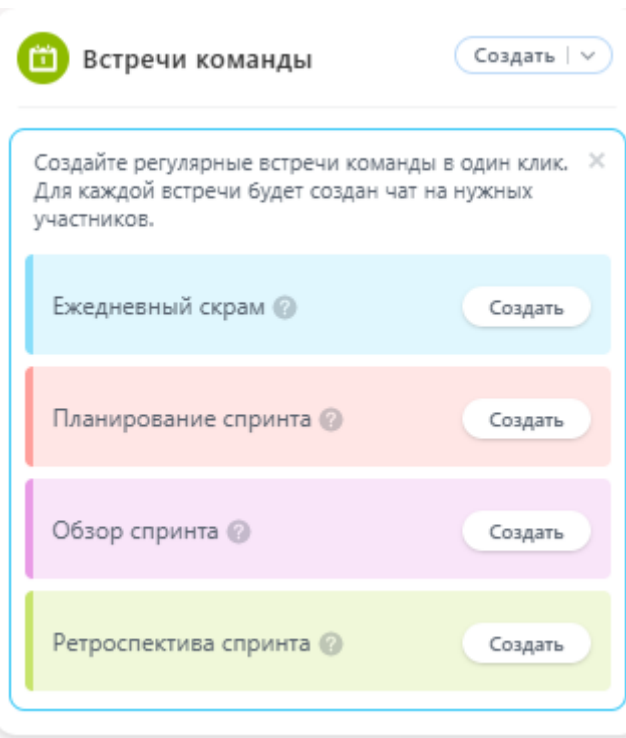 Встречи команды
Создать
Создайте регулярные встречи команды в один клик.
Для каждой встречи будет создан чат на нужных
участников.
Ежедневный скрам ?
Создать
Планирование спринта ?
Создать
Обзор спринта ?
Создать
Ретроспектива спринта ?
Создать